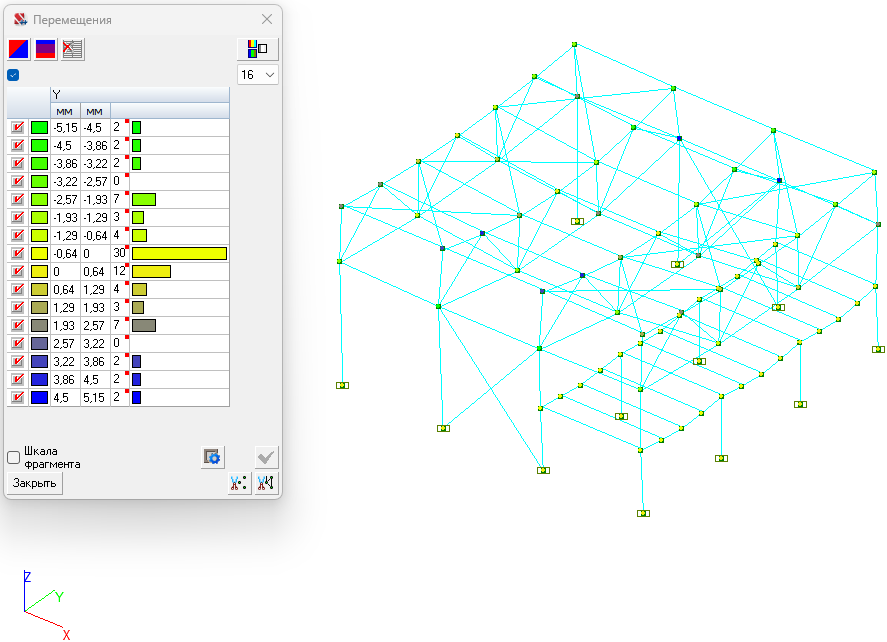 Перемещения
16
Y
мм мм
-5,15 -4,5 2
-4,5 -3,86 2
-3,86 -3,22 2
-3,22 -2,57 0
-2,57 -1,93 7
-1,93 -1,29 3
-1,29 -0,64 4
-0,64 0 30
0 0,64 12
0,64 1,29 4
1,29 1,93 3
1,93 2,57 7
2,57 3,22 0
3,22 3,86 2
3,86 4,5 2
4,5 5,15 2
Шкала
фрагмента
Закрыть
Z
Y
X